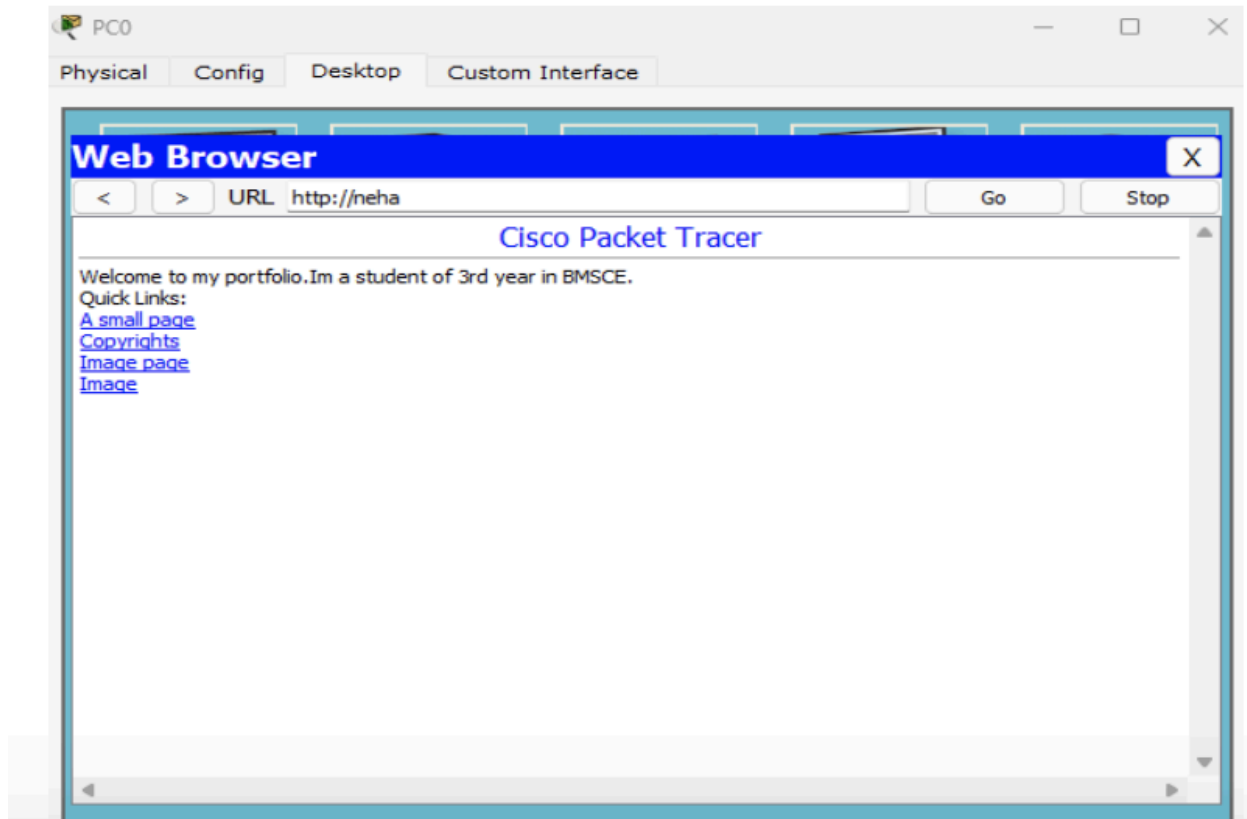 PC0
Physical Config Desktop Custom Interface
Web Browser X
< > URL http://neha Go Stop
Cisco Packet Tracer
Welcome to my portfolio.Im a student of 3rd year in BMSCE.
Quick Links:
A small page
Copyrights
Image page
Image